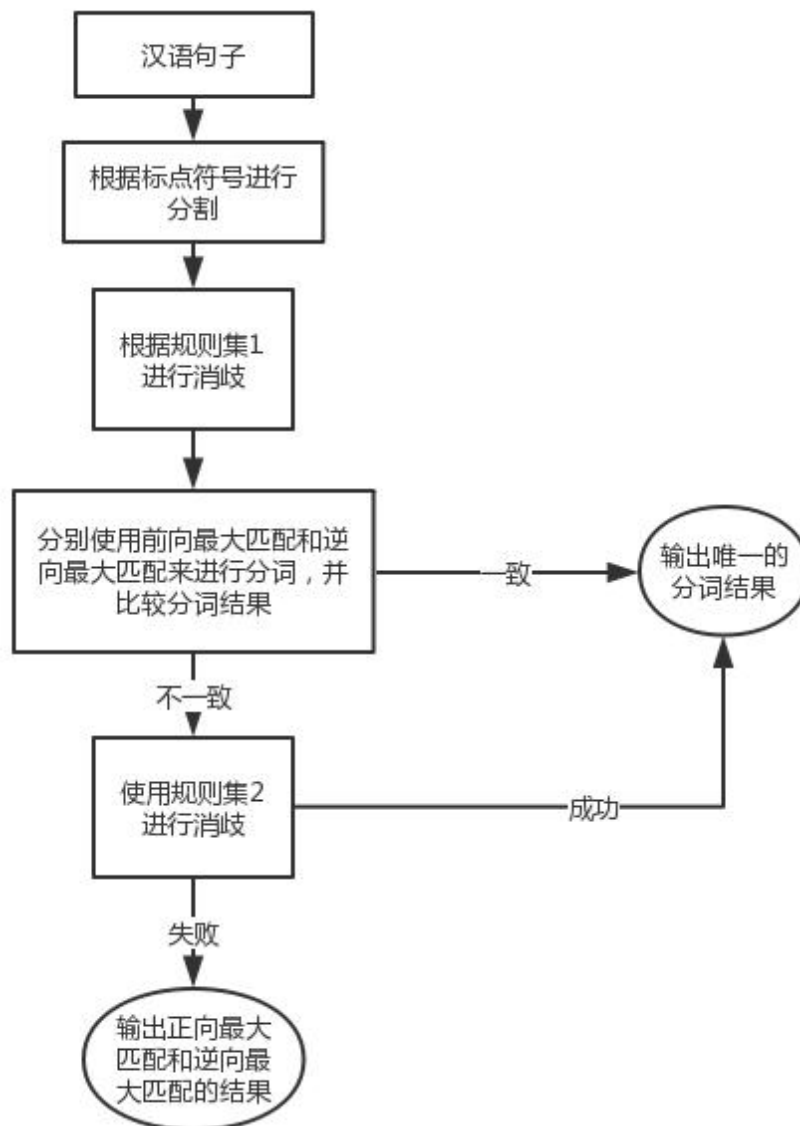 汉语句子
根据标点符号进行
分割
根据规则集1
进行消歧
分别使用前向最大匹配和逆
向最大匹配来进行分词，并
比较分词结果
一致
输出唯一的
分词结果
不一致
使用规则集2
进行消歧
成功
失败
输出正向最大
匹配和逆向最
大匹配的结果